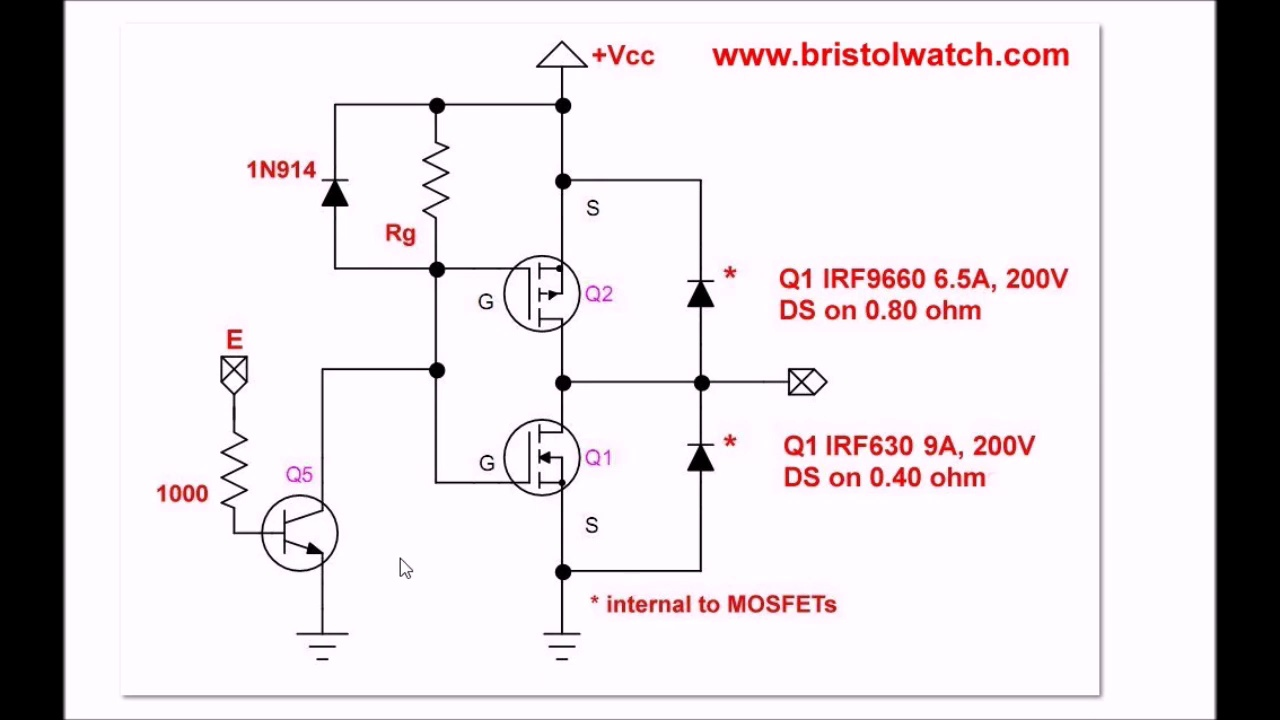 +Vcc
www.bristolwatch.com
1N914
S
Rg
Q1 IRF9660 6.5A, 200V
DS on 0.80 ohm
*
G
Q2
E
*
Q1 IRF630 9A, 200V
DS on 0.40 ohm
G
Q1
Q5
1000
S
* internal to MOSFETs